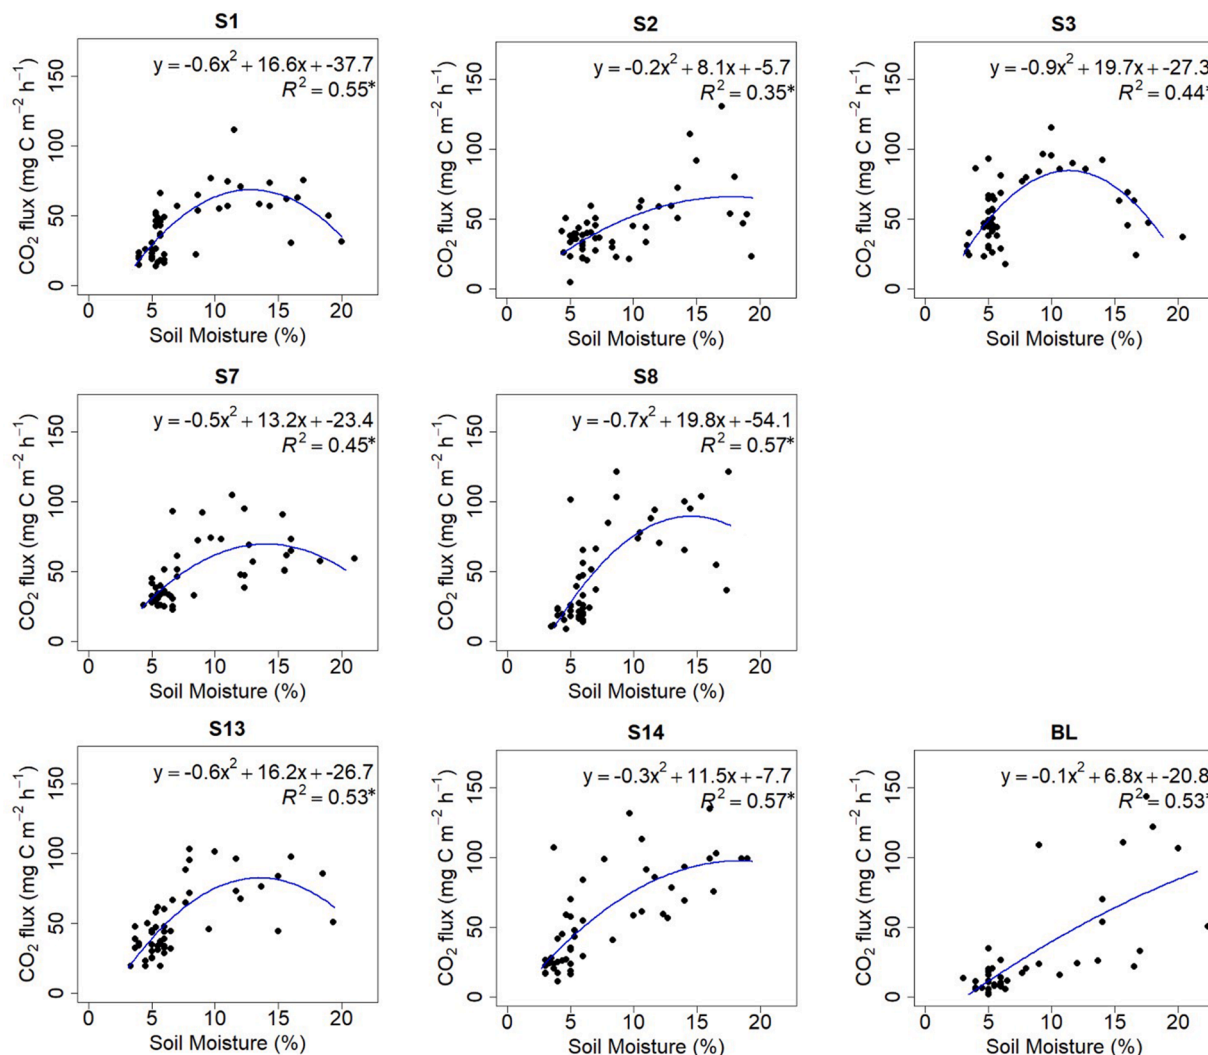 S1
y = -0.6x² + 16.6x + -37.7
R² = 0.55*
CO₂ flux (mg C m⁻² h⁻¹)
0 50 100 150
0 5 10 15 20
Soil Moisture (%)
S2
y = -0.2x² + 8.1x + -5.7
R² = 0.35*
CO₂ flux (mg C m⁻² h⁻¹)
0 50 100 150
0 5 10 15 20
Soil Moisture (%)
S3
y = -0.9x² + 19.7x + -27.3
R² = 0.44*
CO₂ flux (mg C m⁻² h⁻¹)
0 50 100 150
0 5 10 15 20
Soil Moisture (%)
S7
y = -0.5x² + 13.2x + -23.4
R² = 0.45*
CO₂ flux (mg C m⁻² h⁻¹)
0 50 100 150
0 5 10 15 20
Soil Moisture (%)
S8
y = -0.7x² + 19.8x + -54.1
R² = 0.57*
CO₂ flux (mg C m⁻² h⁻¹)
0 50 100 150
0 5 10 15 20
Soil Moisture (%)
S13
y = -0.6x² + 16.2x + -26.7
R² = 0.53*
CO₂ flux (mg C m⁻² h⁻¹)
0 50 100 150
0 5 10 15 20
Soil Moisture (%)
S14
y = -0.3x² + 11.5x + -7.7
R² = 0.57*
CO₂ flux (mg C m⁻² h⁻¹)
0 50 100 150
0 5 10 15 20
Soil Moisture (%)
BL
y = -0.1x² + 6.8x + -20.8
R² = 0.53*
CO₂ flux (mg C m⁻² h⁻¹)
0 50 100 150
0 5 10 15 20
Soil Moisture (%)